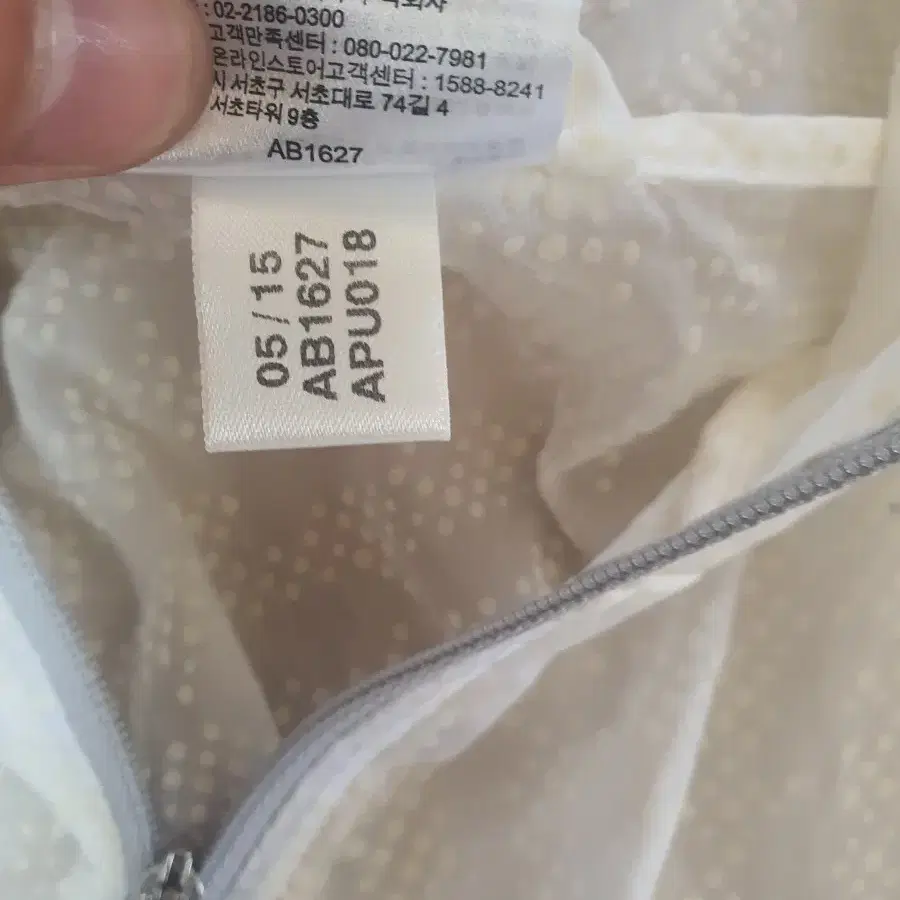 : 02-2186-0300
고객만족센터 : 080-022-7981
온라인스토어고객센터 : 1588-8241
시 서초구 서초대로 74길 4
서초타워 9층
AB1627
05 / 15
AB1627
APU018